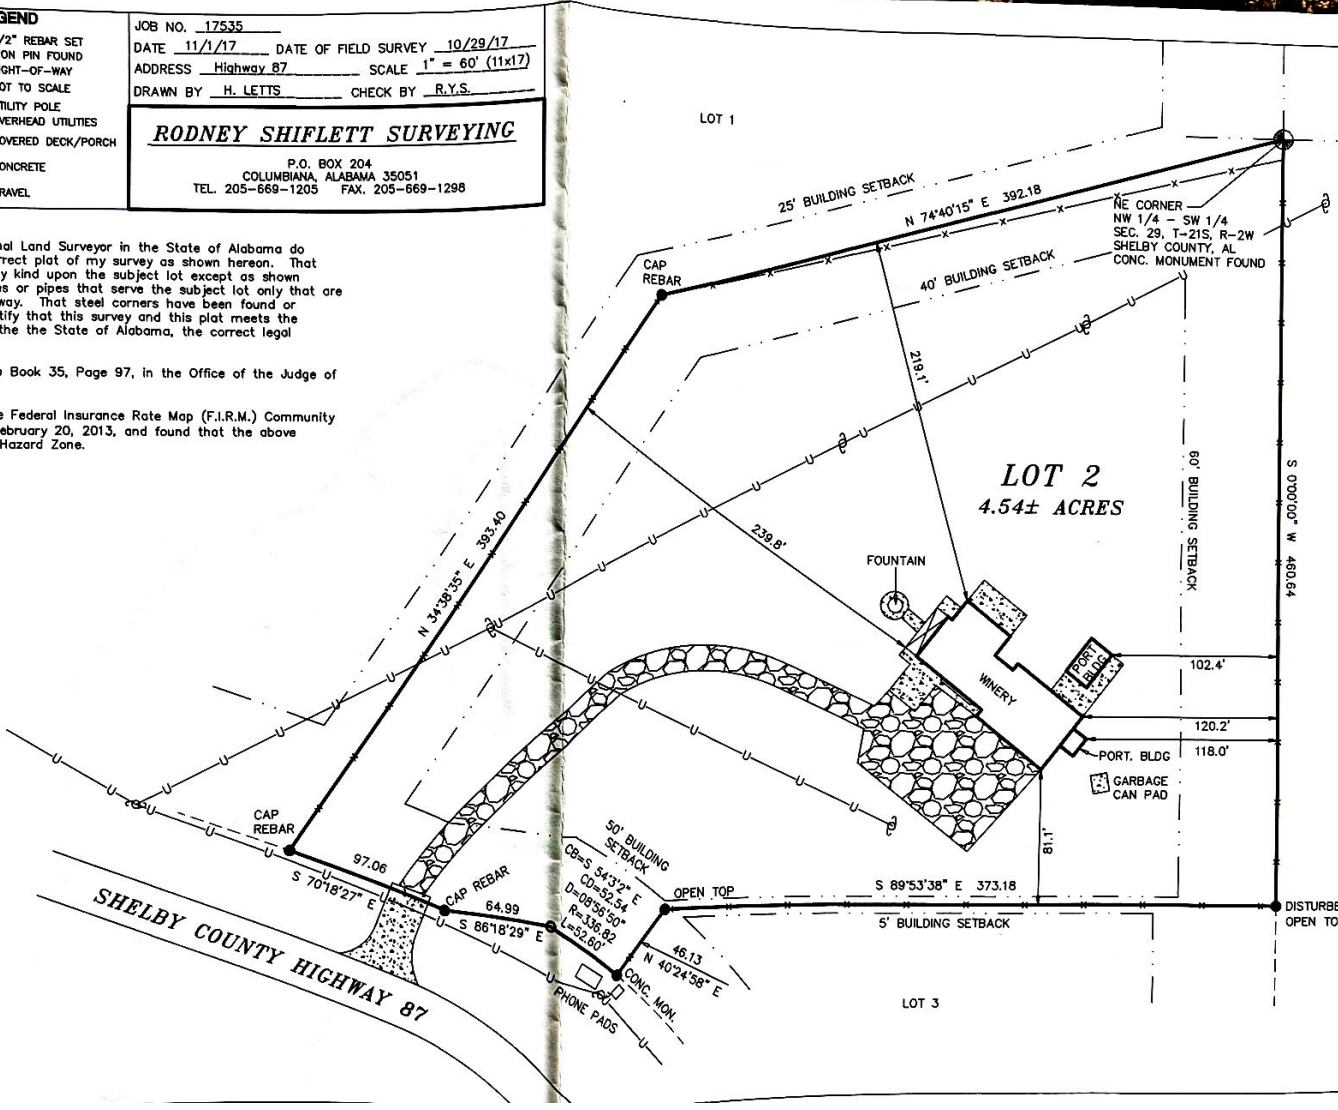 GEND
/2" REBAR SET
ON PIN FOUND
GHT-OF-WAY
OT TO SCALE
TILITY POLE
VERHEAD UTILITIES
OVERED DECK/PORCH
ONCRETE
RAVEL
JOB NO. 17535
DATE 11/1/17 DATE OF FIELD SURVEY 10/29/17
ADDRESS Highway 87 SCALE 1" = 60' (11x17)
DRAWN BY H. LETTS CHECK BY R.Y.S.
RODNEY SHIFLETT SURVEYING
P.O. BOX 204
COLUMBIANA, ALABAMA 35051
TEL. 205-669-1205 FAX. 205-669-1298
nal Land Surveyor in the State of Alabama do
rrect plat of my survey as shown hereon. That
y kind upon the subject lot except as shown
es or pipes that serve the subject lot only that are
way. That steel corners have been found or
tify that this survey and this plat meets the
the the State of Alabama, the correct legal
p Book 35, Page 97, in the Office of the Judge of
e Federal Insurance Rate Map (F.I.R.M.) Community
ebruary 20, 2013, and found that the above
Hazard Zone.
LOT 1
25' BUILDING SETBACK
N 74°40'15" E 392.18
40' BUILDING SETBACK
CAP
REBAR
NE CORNER
NW 1/4 - SW 1/4
SEC. 29, T-21S, R-2W
SHELBY COUNTY, AL
CONC. MONUMENT FOUND
219.1'
239.8'
N 34°38'35" E 393.40
LOT 2
4.54± ACRES
60' BUILDING SETBACK
S 0°00'00" W 460.64
FOUNTAIN
WINERY
PORT
BLDG
102.4'
120.2'
118.0'
PORT. BLDG
GARBAGE
CAN PAD
81.1'
CAP
REBAR
97.06
S 70°18'27" E
CAP REBAR
64.99
S 86°18'29" E
50' BUILDING
SETBACK
CB=S 54°3'2" E
CD=52.54
D=08°56'50"
R=336.82
L=52.60'
OPEN TOP
S 89°53'38" E 373.18
5' BUILDING SETBACK
DISTURBE
OPEN TO
46.13
N 40°24'58" E
CONC. MON.
PHONE PADS
LOT 3
SHELBY COUNTY HIGHWAY 87